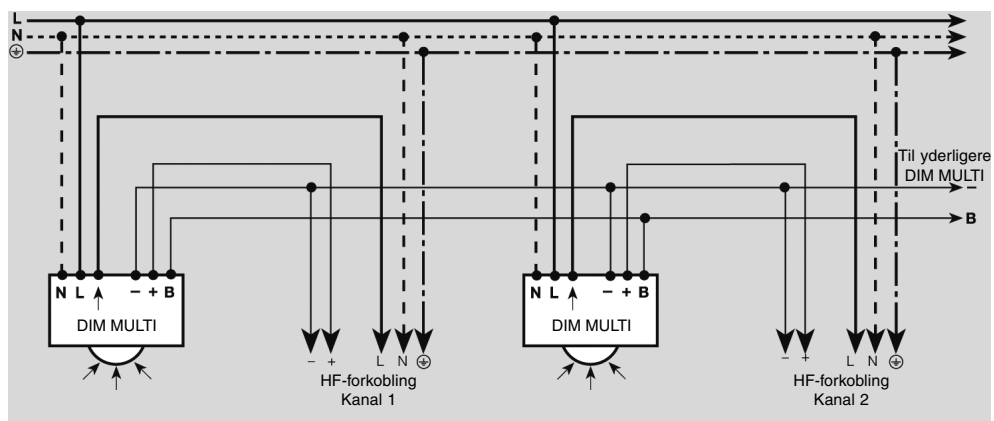 L
N
Til yderligere
DIM MULTI
−
B
N L − + B
DIM MULTI
− + L N
HF-forkobling
Kanal 1
N L − + B
DIM MULTI
− + L N
HF-forkobling
Kanal 2